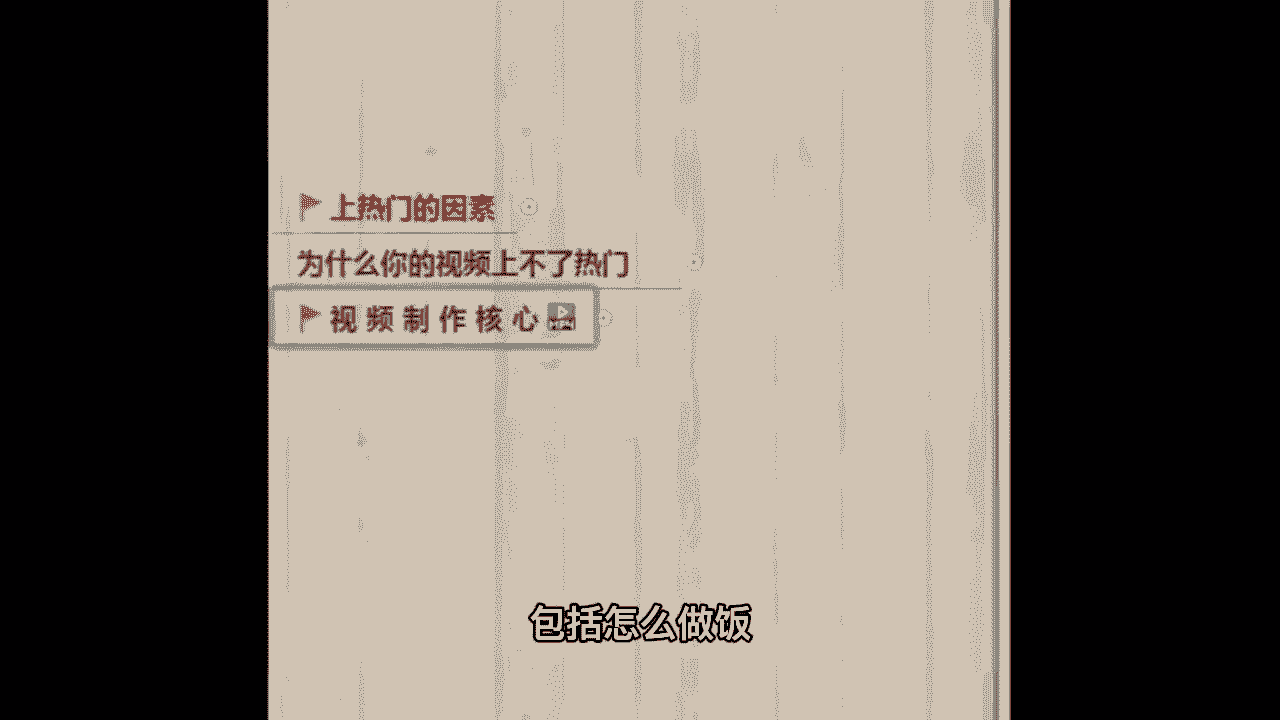 上热门的因素
为什么你的视频上不了热门
视频制作核心
包括怎么做饭